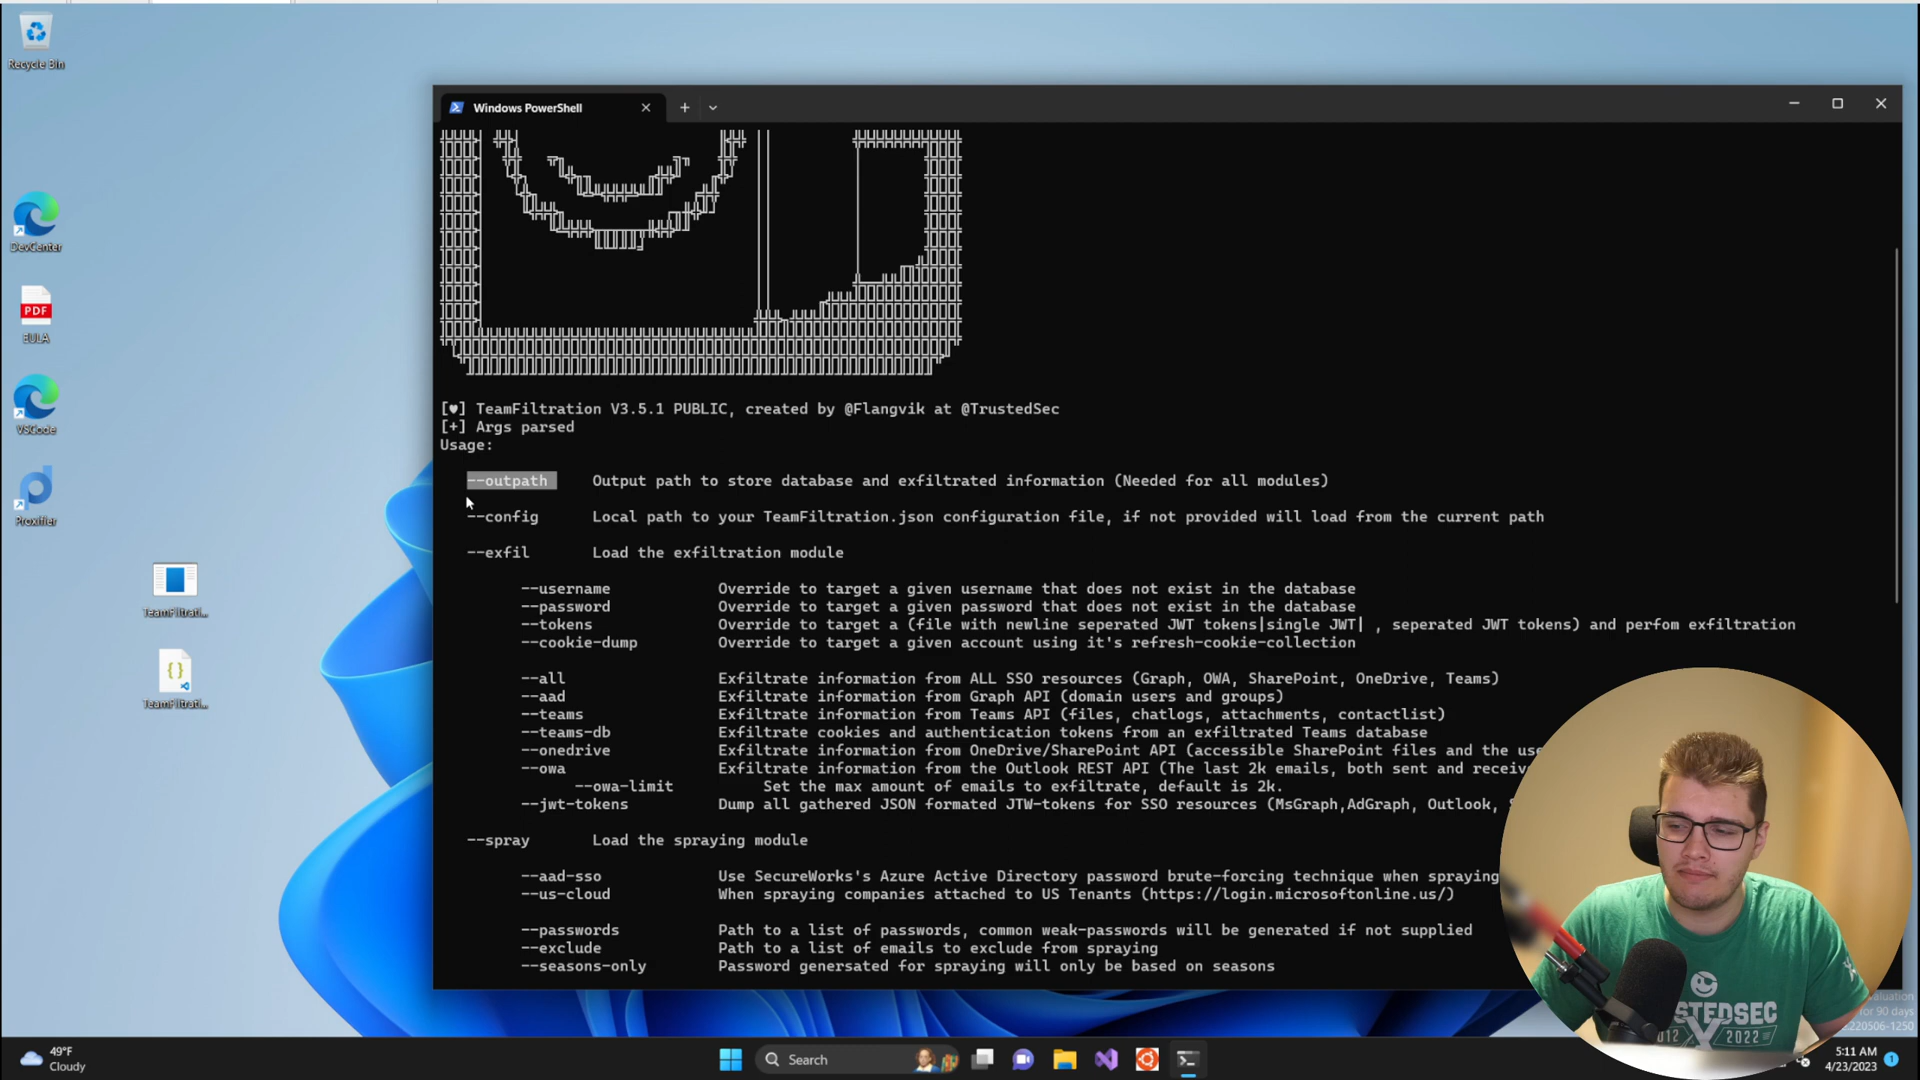 Recycle Bin
DevCenter
PDF
EULA
VSCode
Proxifier
TeamFiltrati...
{ }
TeamFiltrati...
Windows PowerShell
[♥] TeamFiltration V3.5.1 PUBLIC, created by @Flangvik at @TrustedSec
[+] Args parsed
Usage:
--outpath Output path to store database and exfiltrated information (Needed for all modules)
--config Local path to your TeamFiltration.json configuration file, if not provided will load from the current path
--exfil Load the exfiltration module
--username Override to target a given username that does not exist in the database
--password Override to target a given password that does not exist in the database
--tokens Override to target a (file with newline seperated JWT tokens|single JWT| , seperated JWT tokens) and perfom exfiltration
--cookie-dump Override to target a given account using it's refresh-cookie-collection
--all Exfiltrate information from ALL SSO resources (Graph, OWA, SharePoint, OneDrive, Teams)
--aad Exfiltrate information from Graph API (domain users and groups)
--teams Exfiltrate information from Teams API (files, chatlogs, attachments, contactlist)
--teams-db Exfiltrate cookies and authentication tokens from an exfiltrated Teams database
--onedrive Exfiltrate information from OneDrive/SharePoint API (accessible SharePoint files and the use
--owa Exfiltrate information from the Outlook REST API (The last 2k emails, both sent and receiv
--owa-limit Set the max amount of emails to exfiltrate, default is 2k.
--jwt-tokens Dump all gathered JSON formated JTW-tokens for SSO resources (MsGraph,AdGraph, Outlook,
--spray Load the spraying module
--aad-sso Use SecureWorks's Azure Active Directory password brute-forcing technique when spraying
--us-cloud When spraying companies attached to US Tenants (https://login.microsoftonline.us/)
--passwords Path to a list of passwords, common weak-passwords will be generated if not supplied
--exclude Path to a list of emails to exclude from spraying
--seasons-only Password genersated for spraying will only be based on seasons
STEDSEC
2022
for 90 days
220506-1250
49°F
Cloudy
Search
5:11 AM
4/23/2023
1